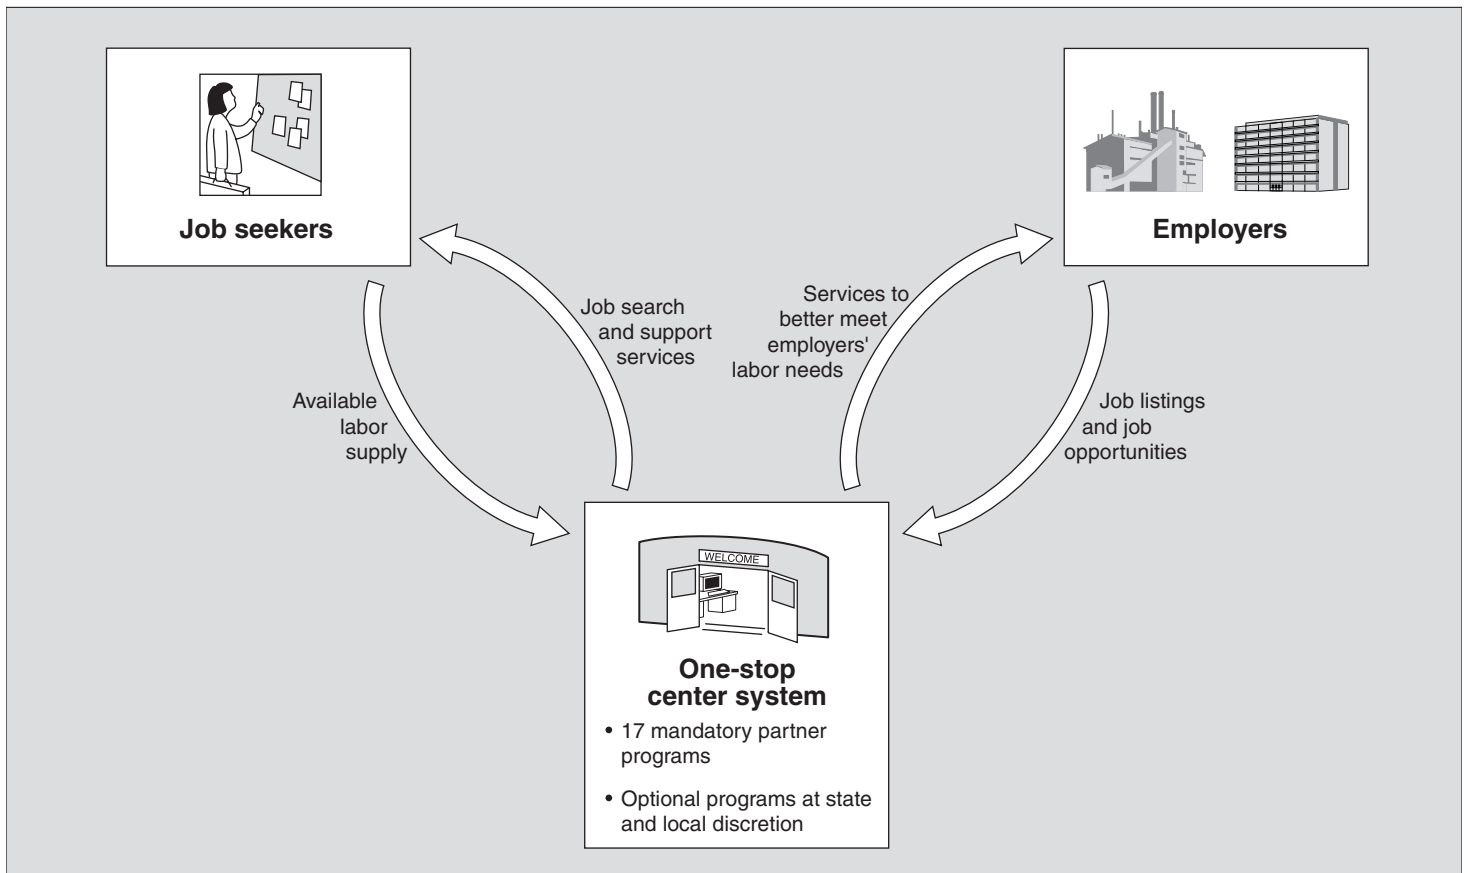 Job seekers
Employers
Job search
and support
services
Services to
better meet
employers'
labor needs
Available
labor
supply
Job listings
and job
opportunities
WELCOME
One-stop
center system
• 17 mandatory partner
programs
• Optional programs at state
and local discretion